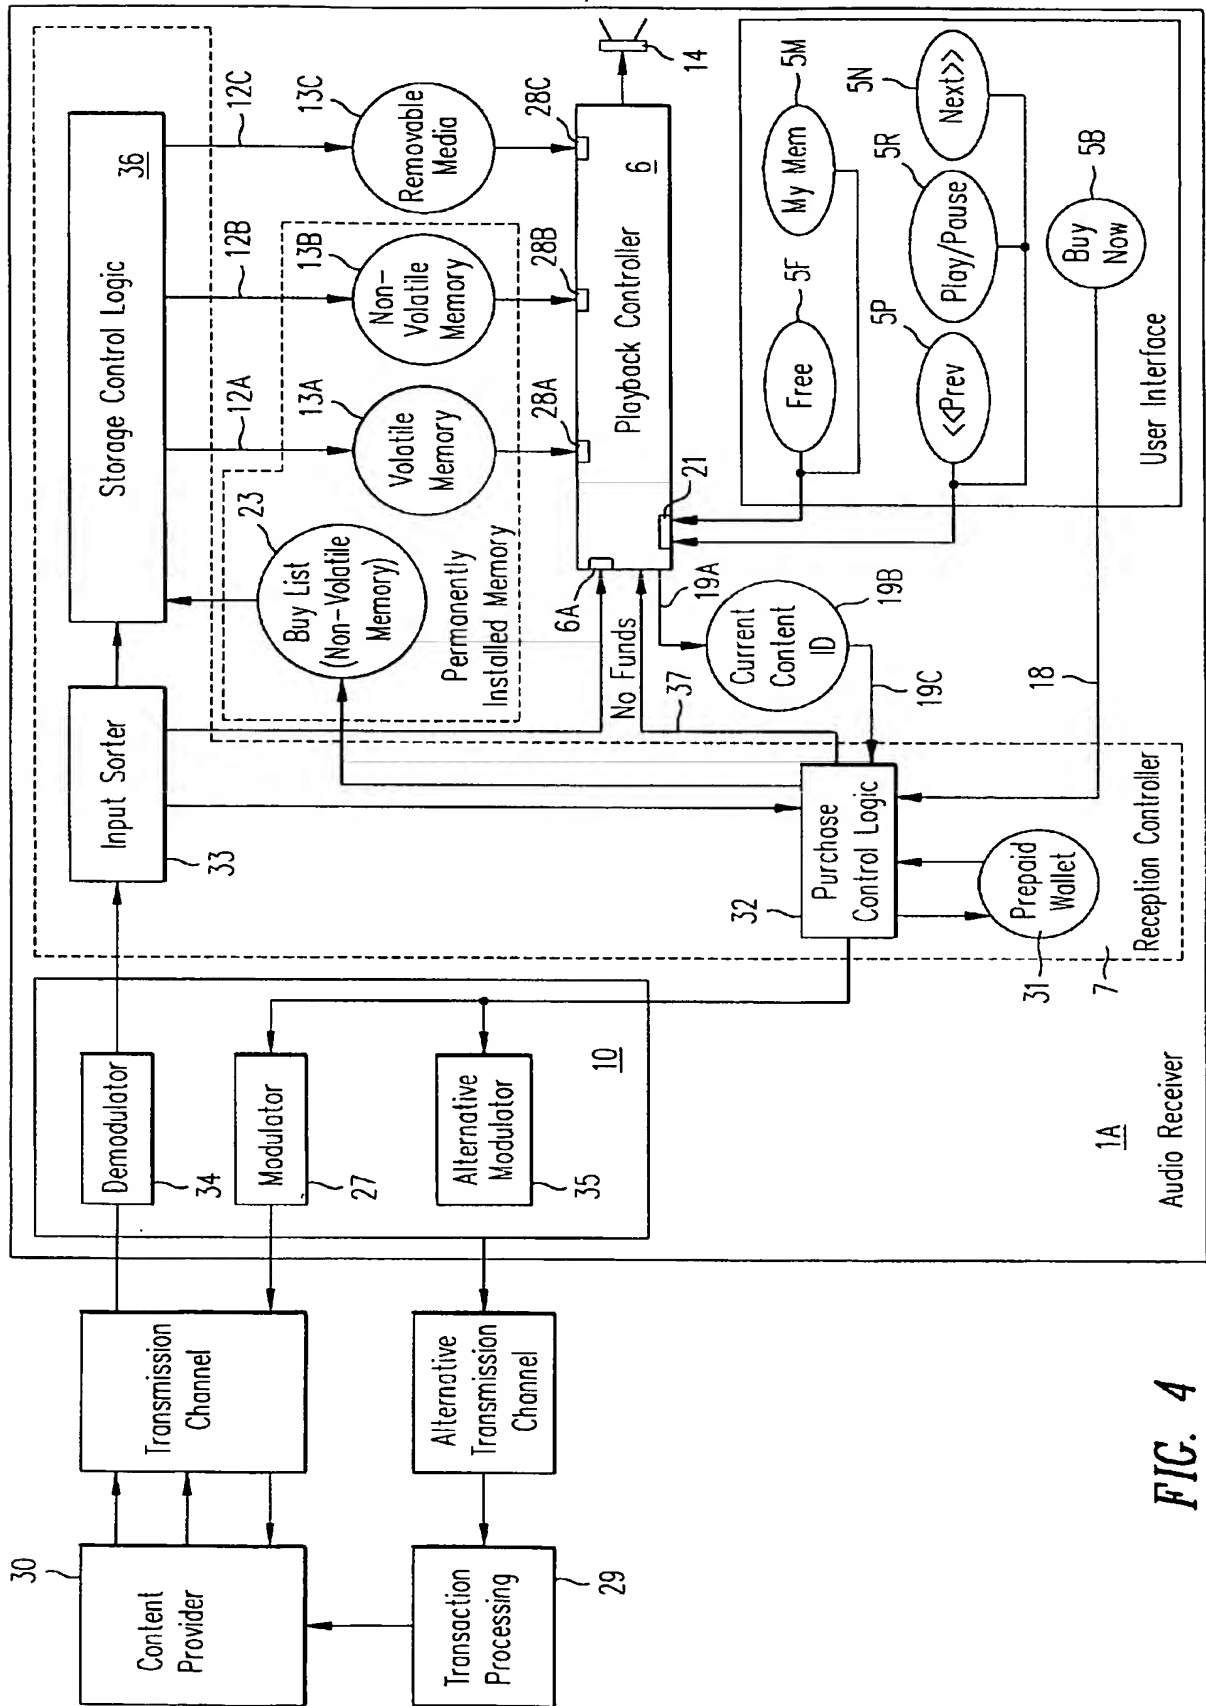 30
Content
Provider
Transmission
Channel
Demodulator
34
Modulator
27
Alternative
Modulator
35
10
Transaction
Processing
29
Alternative
Transmission
Channel
Input Sorter
33
Storage Control Logic
36
12A
12B
12C
Buy List
(Non-Volatile
Memory)
23
Permanently
Installed Memory
Volatile
Memory
13A
Non-
Volatile
Memory
13B
Removable
Media
13C
28A
28B
28C
Playback Controller
6
6A
21
14
No Funds
37
19A
Current
Content
ID
19B
19C
Purchase
Control Logic
32
Prepaid
Wallet
31
7
Reception Controller
18
Free
5F
My Mem
5M
<<Prev
5P
Play/Pause
5R
Next>>
5N
Buy
Now
5B
User Interface
1A
Audio Receiver
FIG. 4